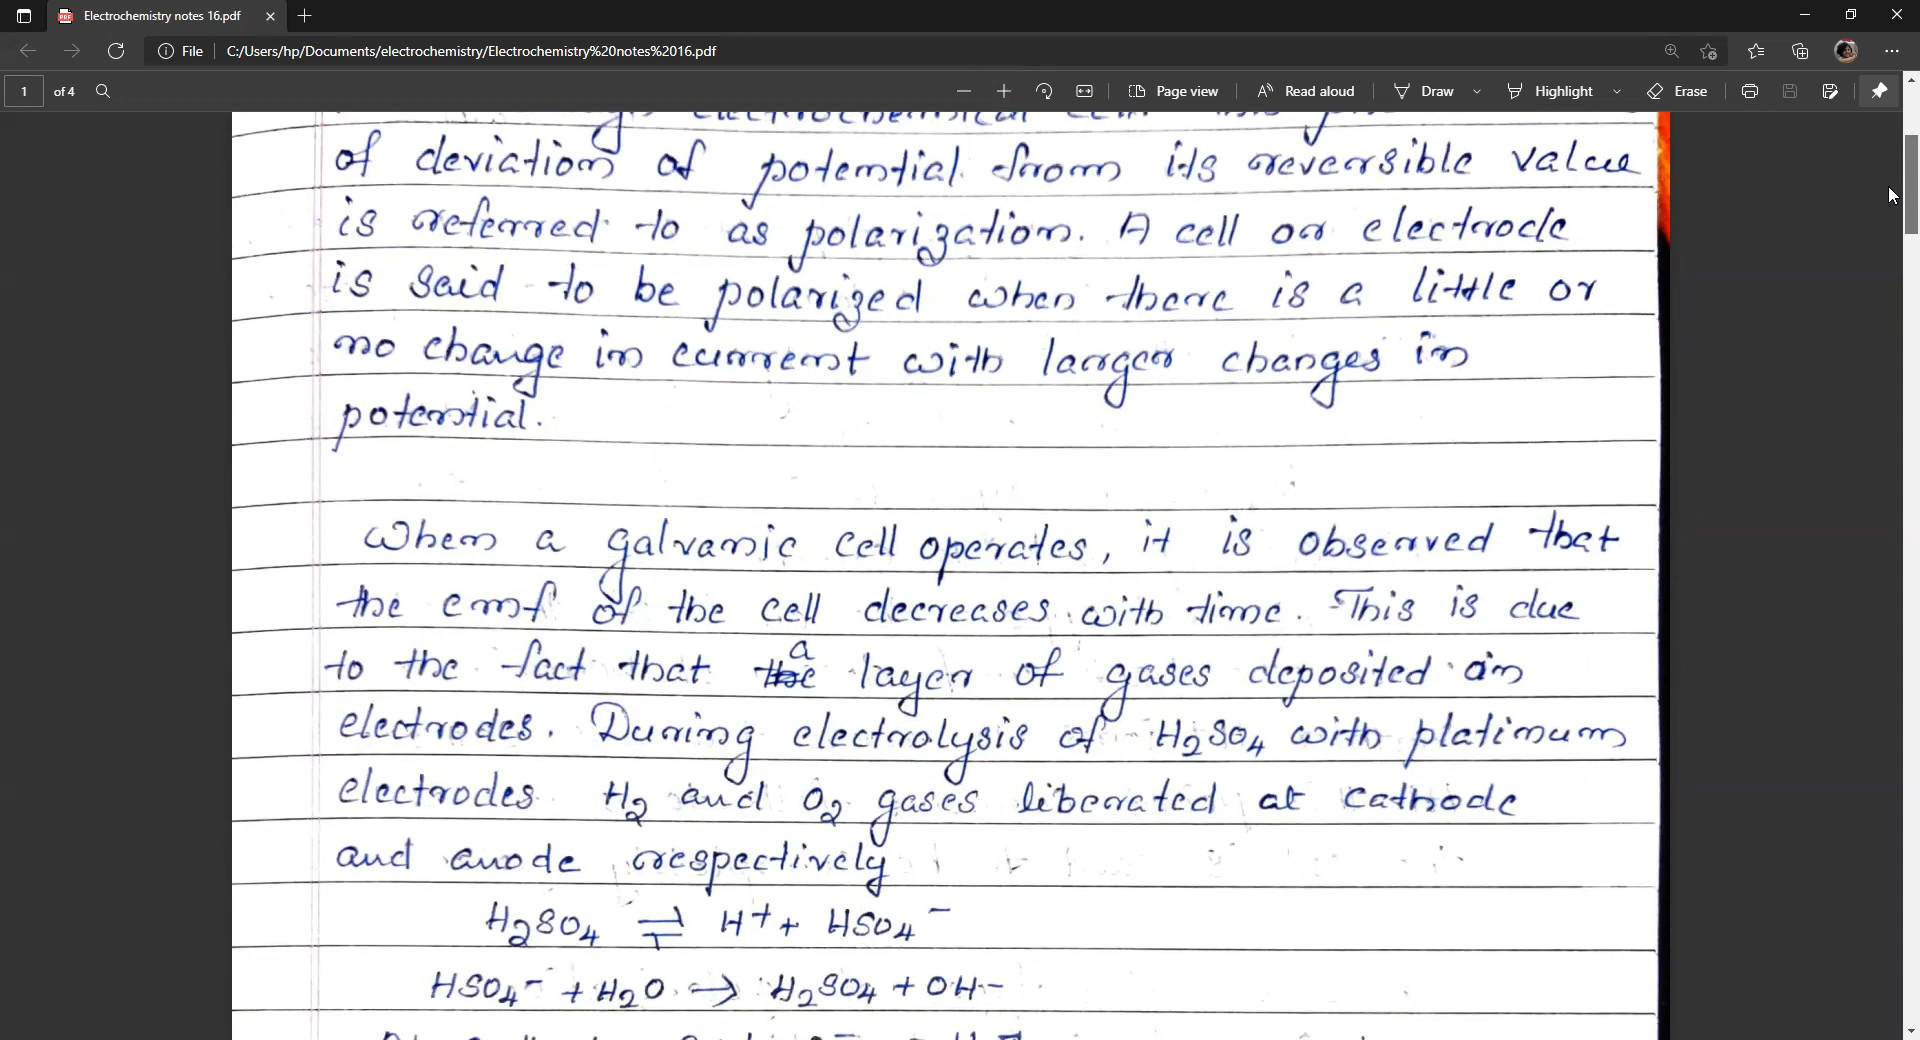 Electrochemistry notes 16.pdf
File C:/Users/hp/Documents/electrochemistry/Electrochemistry%20notes%2016.pdf
1 of 4 Page view Read aloud Draw Highlight Erase
of deviation of potential from its reversible value
is referred to as polarization. A cell or electrode
is said to be polarized when there is a little or
no change in current with larger changes in
potential.
When a galvanic cell operates, it is observed that
the emf of the cell decreases with time. This is due
to the fact that a layer of gases deposited on
electrodes. During electrolysis of H₂SO₄ with platinum
electrodes H₂ and O₂ gases liberated at cathode
and anode respectively
H₂SO₄ ⇌ H⁺ + HSO₄⁻
HSO₄⁻ + H₂O → H₂SO₄ + OH⁻